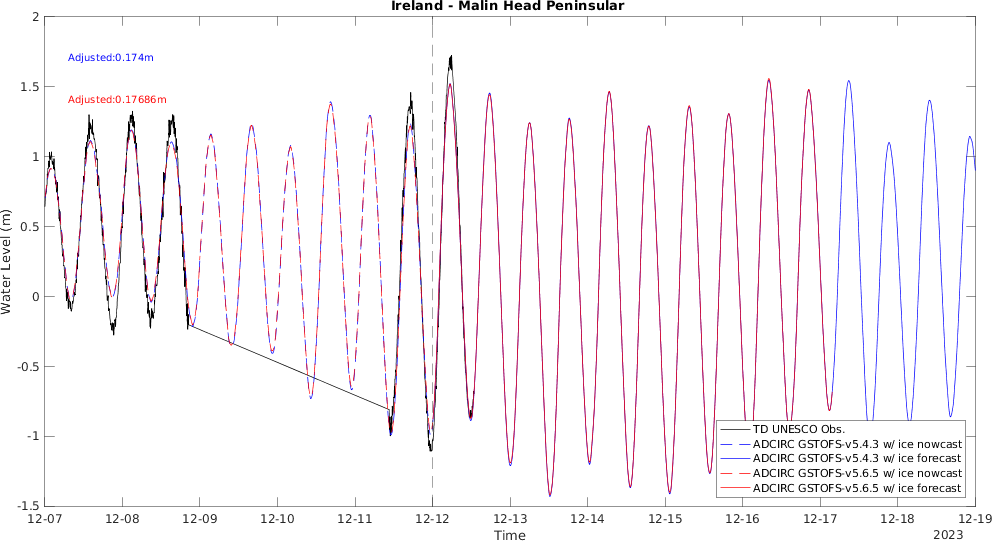 Ireland - Malin Head Peninsular
Adjusted:0.174m
Adjusted:0.17686m
Water Level (m)
2
1.5
1
0.5
0
-0.5
-1
-1.5
TD UNESCO Obs.
ADCIRC GSTOFS-v5.4.3 w/ ice nowcast
ADCIRC GSTOFS-v5.4.3 w/ ice forecast
ADCIRC GSTOFS-v5.6.5 w/ ice nowcast
ADCIRC GSTOFS-v5.6.5 w/ ice forecast
12-07 12-08 12-09 12-10 12-11 12-12 12-13 12-14 12-15 12-16 12-17 12-18 12-19
Time
2023